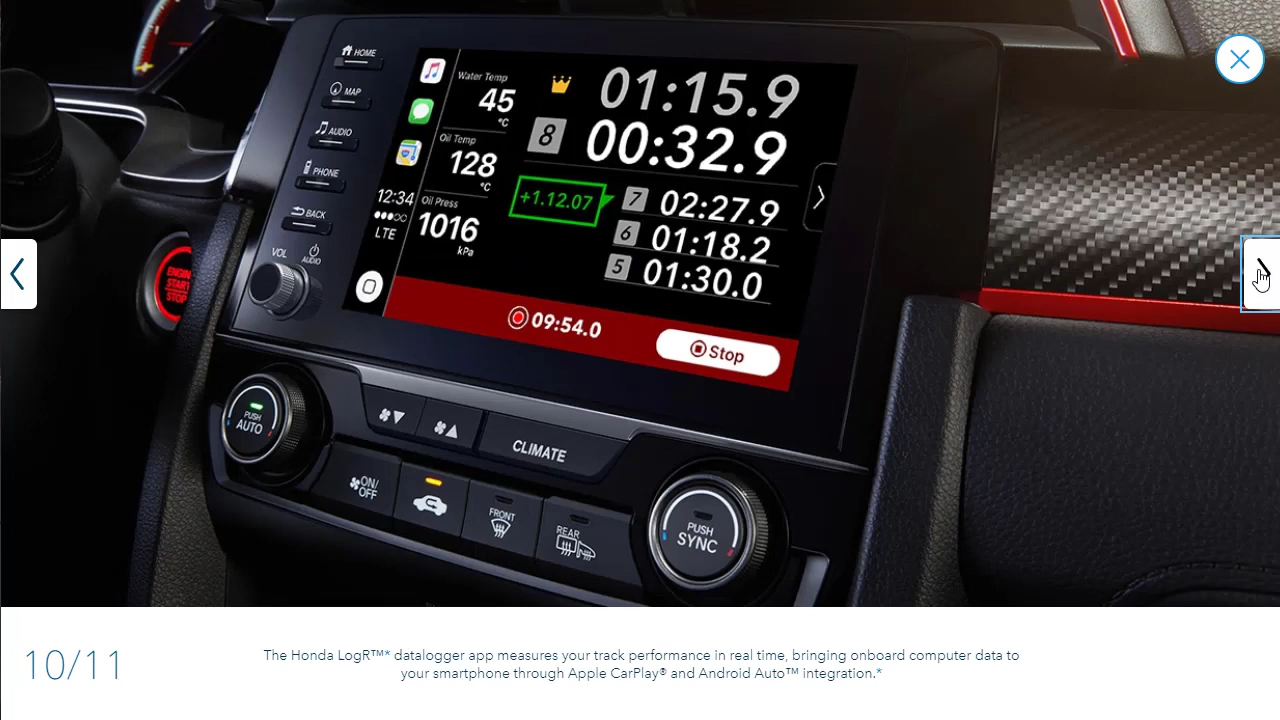 HOME
MAP
AUDIO
PHONE
BACK
VOL
AUDIO
ENGINE
START
STOP
Water Temp
45
°C
Oil Temp
128
°C
Oil Press
1016
kPa
12:34
LTE
01:15.9
8 00:32.9
+1.12.07
7 02:27.9
6 01:18.2
5 01:30.0
09:54.0
Stop
PUSH
AUTO
CLIMATE
ON/
OFF
FRONT
REAR
PUSH
SYNC
10/11
The Honda LogR™* datalogger app measures your track performance in real time, bringing onboard computer data to
your smartphone through Apple CarPlay® and Android Auto™ integration.*